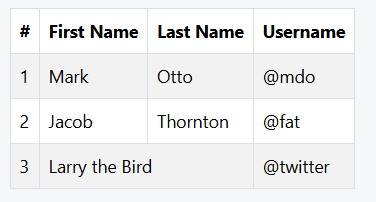 # First Name Last Name Username
1 Mark Otto @mdo
2 Jacob Thornton @fat
3 Larry the Bird @twitter